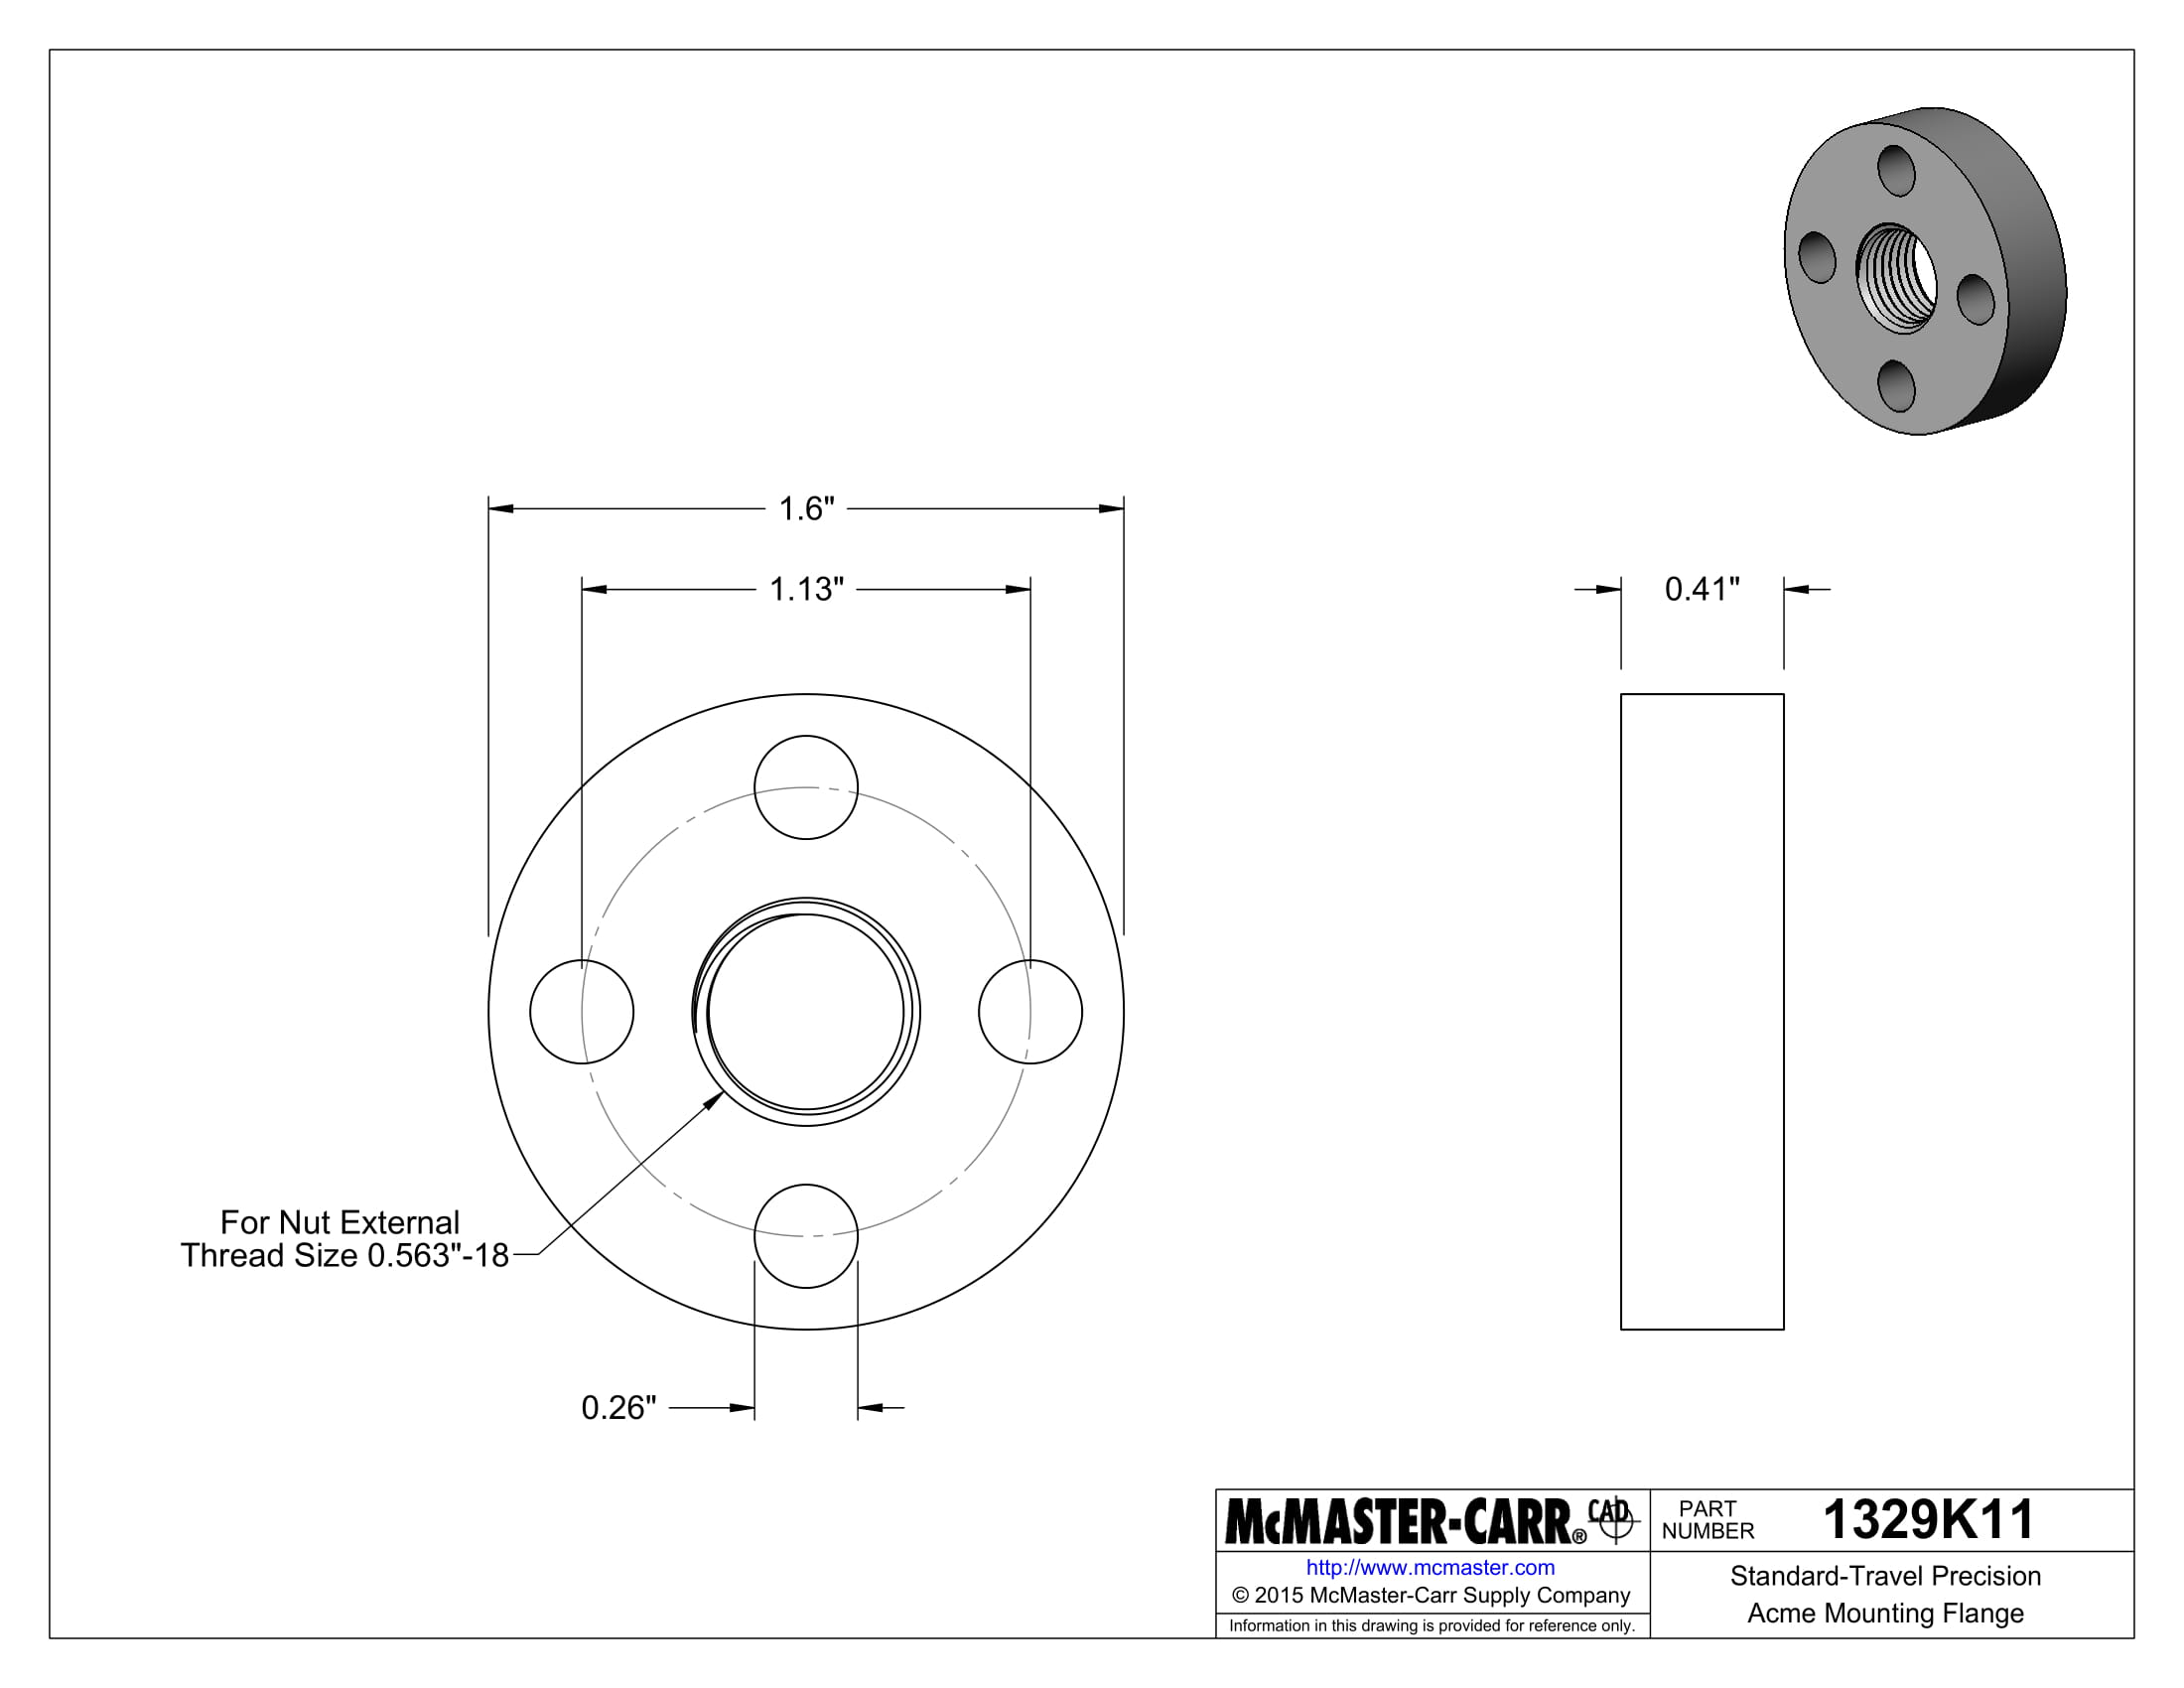 1.6"
1.13"
0.41"
For Nut External
Thread Size 0.563"-18
0.26"
McMASTER-CARR® CAD
http://www.mcmaster.com
© 2015 McMaster-Carr Supply Company
Information in this drawing is provided for reference only.
PART
NUMBER
1329K11
Standard-Travel Precision
Acme Mounting Flange